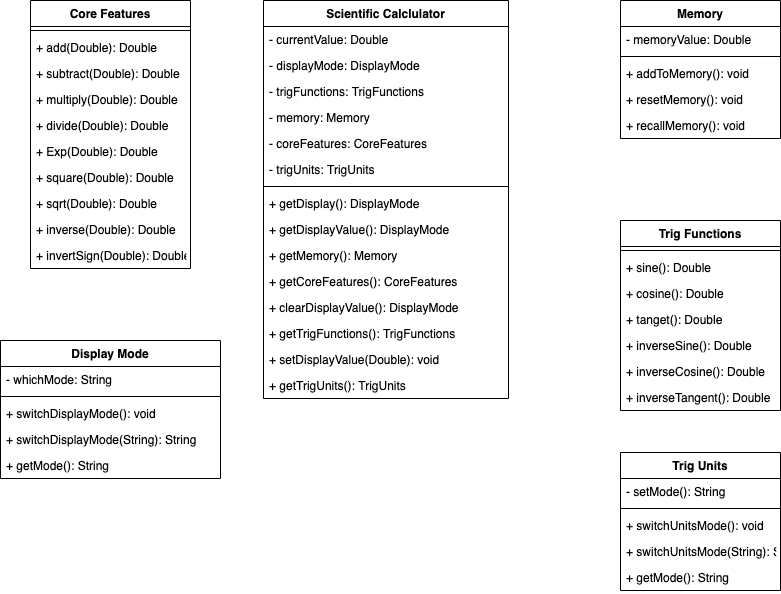 Core Features
+ add(Double): Double
+ subtract(Double): Double
+ multiply(Double): Double
+ divide(Double): Double
+ Exp(Double): Double
+ square(Double): Double
+ sqrt(Double): Double
+ inverse(Double): Double
+ invertSign(Double): Double
Display Mode
- whichMode: String
+ switchDisplayMode(): void
+ switchDisplayMode(String): String
+ getMode(): String
Scientific Calclulator
- currentValue: Double
- displayMode: DisplayMode
- trigFunctions: TrigFunctions
- memory: Memory
- coreFeatures: CoreFeatures
- trigUnits: TrigUnits
+ getDisplay(): DisplayMode
+ getDisplayValue(): DisplayMode
+ getMemory(): Memory
+ getCoreFeatures(): CoreFeatures
+ clearDisplayValue(): DisplayMode
+ getTrigFunctions(): TrigFunctions
+ setDisplayValue(Double): void
+ getTrigUnits(): TrigUnits
Memory
- memoryValue: Double
+ addToMemory(): void
+ resetMemory(): void
+ recallMemory(): void
Trig Functions
+ sine(): Double
+ cosine(): Double
+ tanget(): Double
+ inverseSine(): Double
+ inverseCosine(): Double
+ inverseTangent(): Double
Trig Units
- setMode(): String
+ switchUnitsMode(): void
+ switchUnitsMode(String):
+ getMode(): String